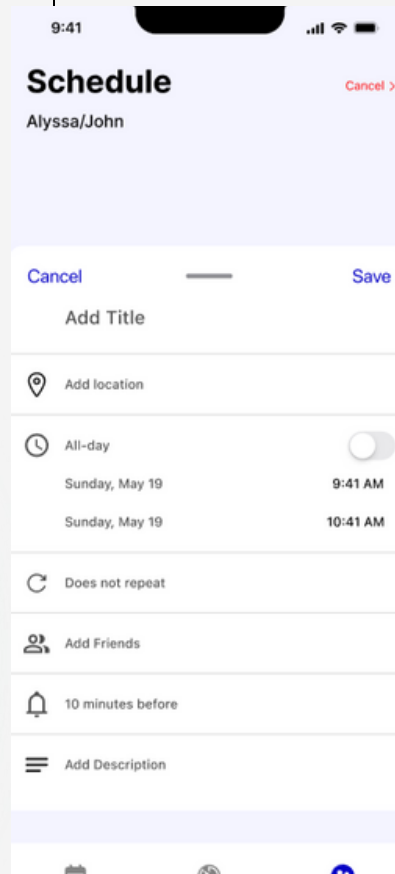 9:41
Schedule
Cancel >
Alyssa/John
Cancel
Save
Add Title
Add location
All-day
Sunday, May 19 9:41 AM
Sunday, May 19 10:41 AM
Does not repeat
Add Friends
10 minutes before
Add Description